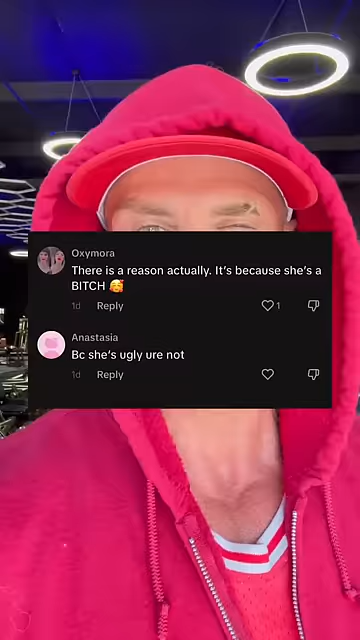 Oxymora
There is a reason actually. It's because she's a
BITCH 🥰
1d Reply 1
Anastasia
Bc she's ugly ure not
1d Reply